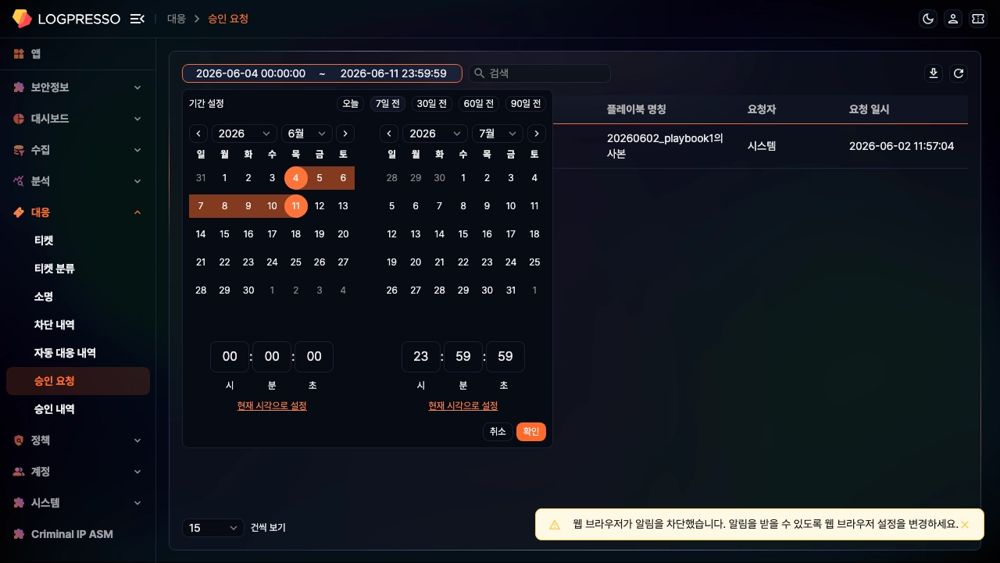 LOGPRESSO
대응 > 승인 요청
앱
보안정보
대시보드
수집
분석
대응
티켓
티켓 분류
소명
차단 내역
자동 대응 내역
승인 요청
승인 내역
정책
계정
시스템
Criminal IP ASM
2026-06-04 00:00:00 ~ 2026-06-11 23:59:59
검색
기간 설정 오늘 7일 전 30일 전 60일 전 90일 전
2026 6월
일 월 화 수 목 금 토
31 1 2 3 4 5 6
7 8 9 10 11 12 13
14 15 16 17 18 19 20
21 22 23 24 25 26 27
28 29 30 1 2 3 4
00 : 00 : 00
시 분 초
현재 시각으로 설정
2026 7월
일 월 화 수 목 금 토
28 29 30 1 2 3 4
5 6 7 8 9 10 11
12 13 14 15 16 17 18
19 20 21 22 23 24 25
26 27 28 29 30 31 1
23 : 59 : 59
시 분 초
현재 시각으로 설정
취소 확인
플레이북 명칭 요청자 요청 일시
20260602_playbook1의
사본
시스템
2026-06-02 11:57:04
15 건씩 보기
웹 브라우저가 알림을 차단했습니다. 알림을 받을 수 있도록 웹 브라우저 설정을 변경하세요.